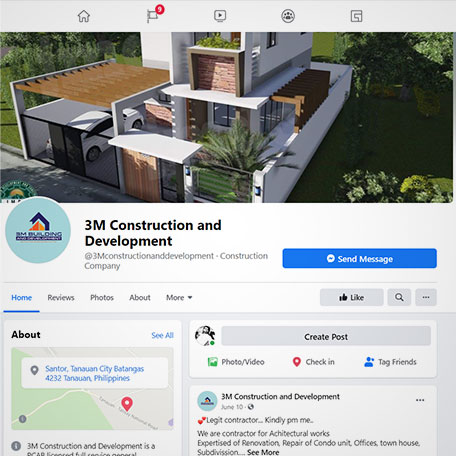 9
3M BUILDING
AND DEVELOPMENT
3M Construction and
Development
@3Mconstructionanddevelopment · Construction
Company
Send Message
Home
Reviews
Photos
About
More
Like
About
See All
Santor, Tanauan City Batangas
4232 Tanauan, Philippines
3M Construction and Development is a
PCAB licensed full service general
Create Post
Photo/Video
Check in
Tag Friends
3M Construction and Development
June 10 ·
Legit contractor... Kindly pm me..
We are contractor for Achitectural works
Expertised of Renovation, Repair of Condo unit, Offices, town house,
Subdivision.... See More